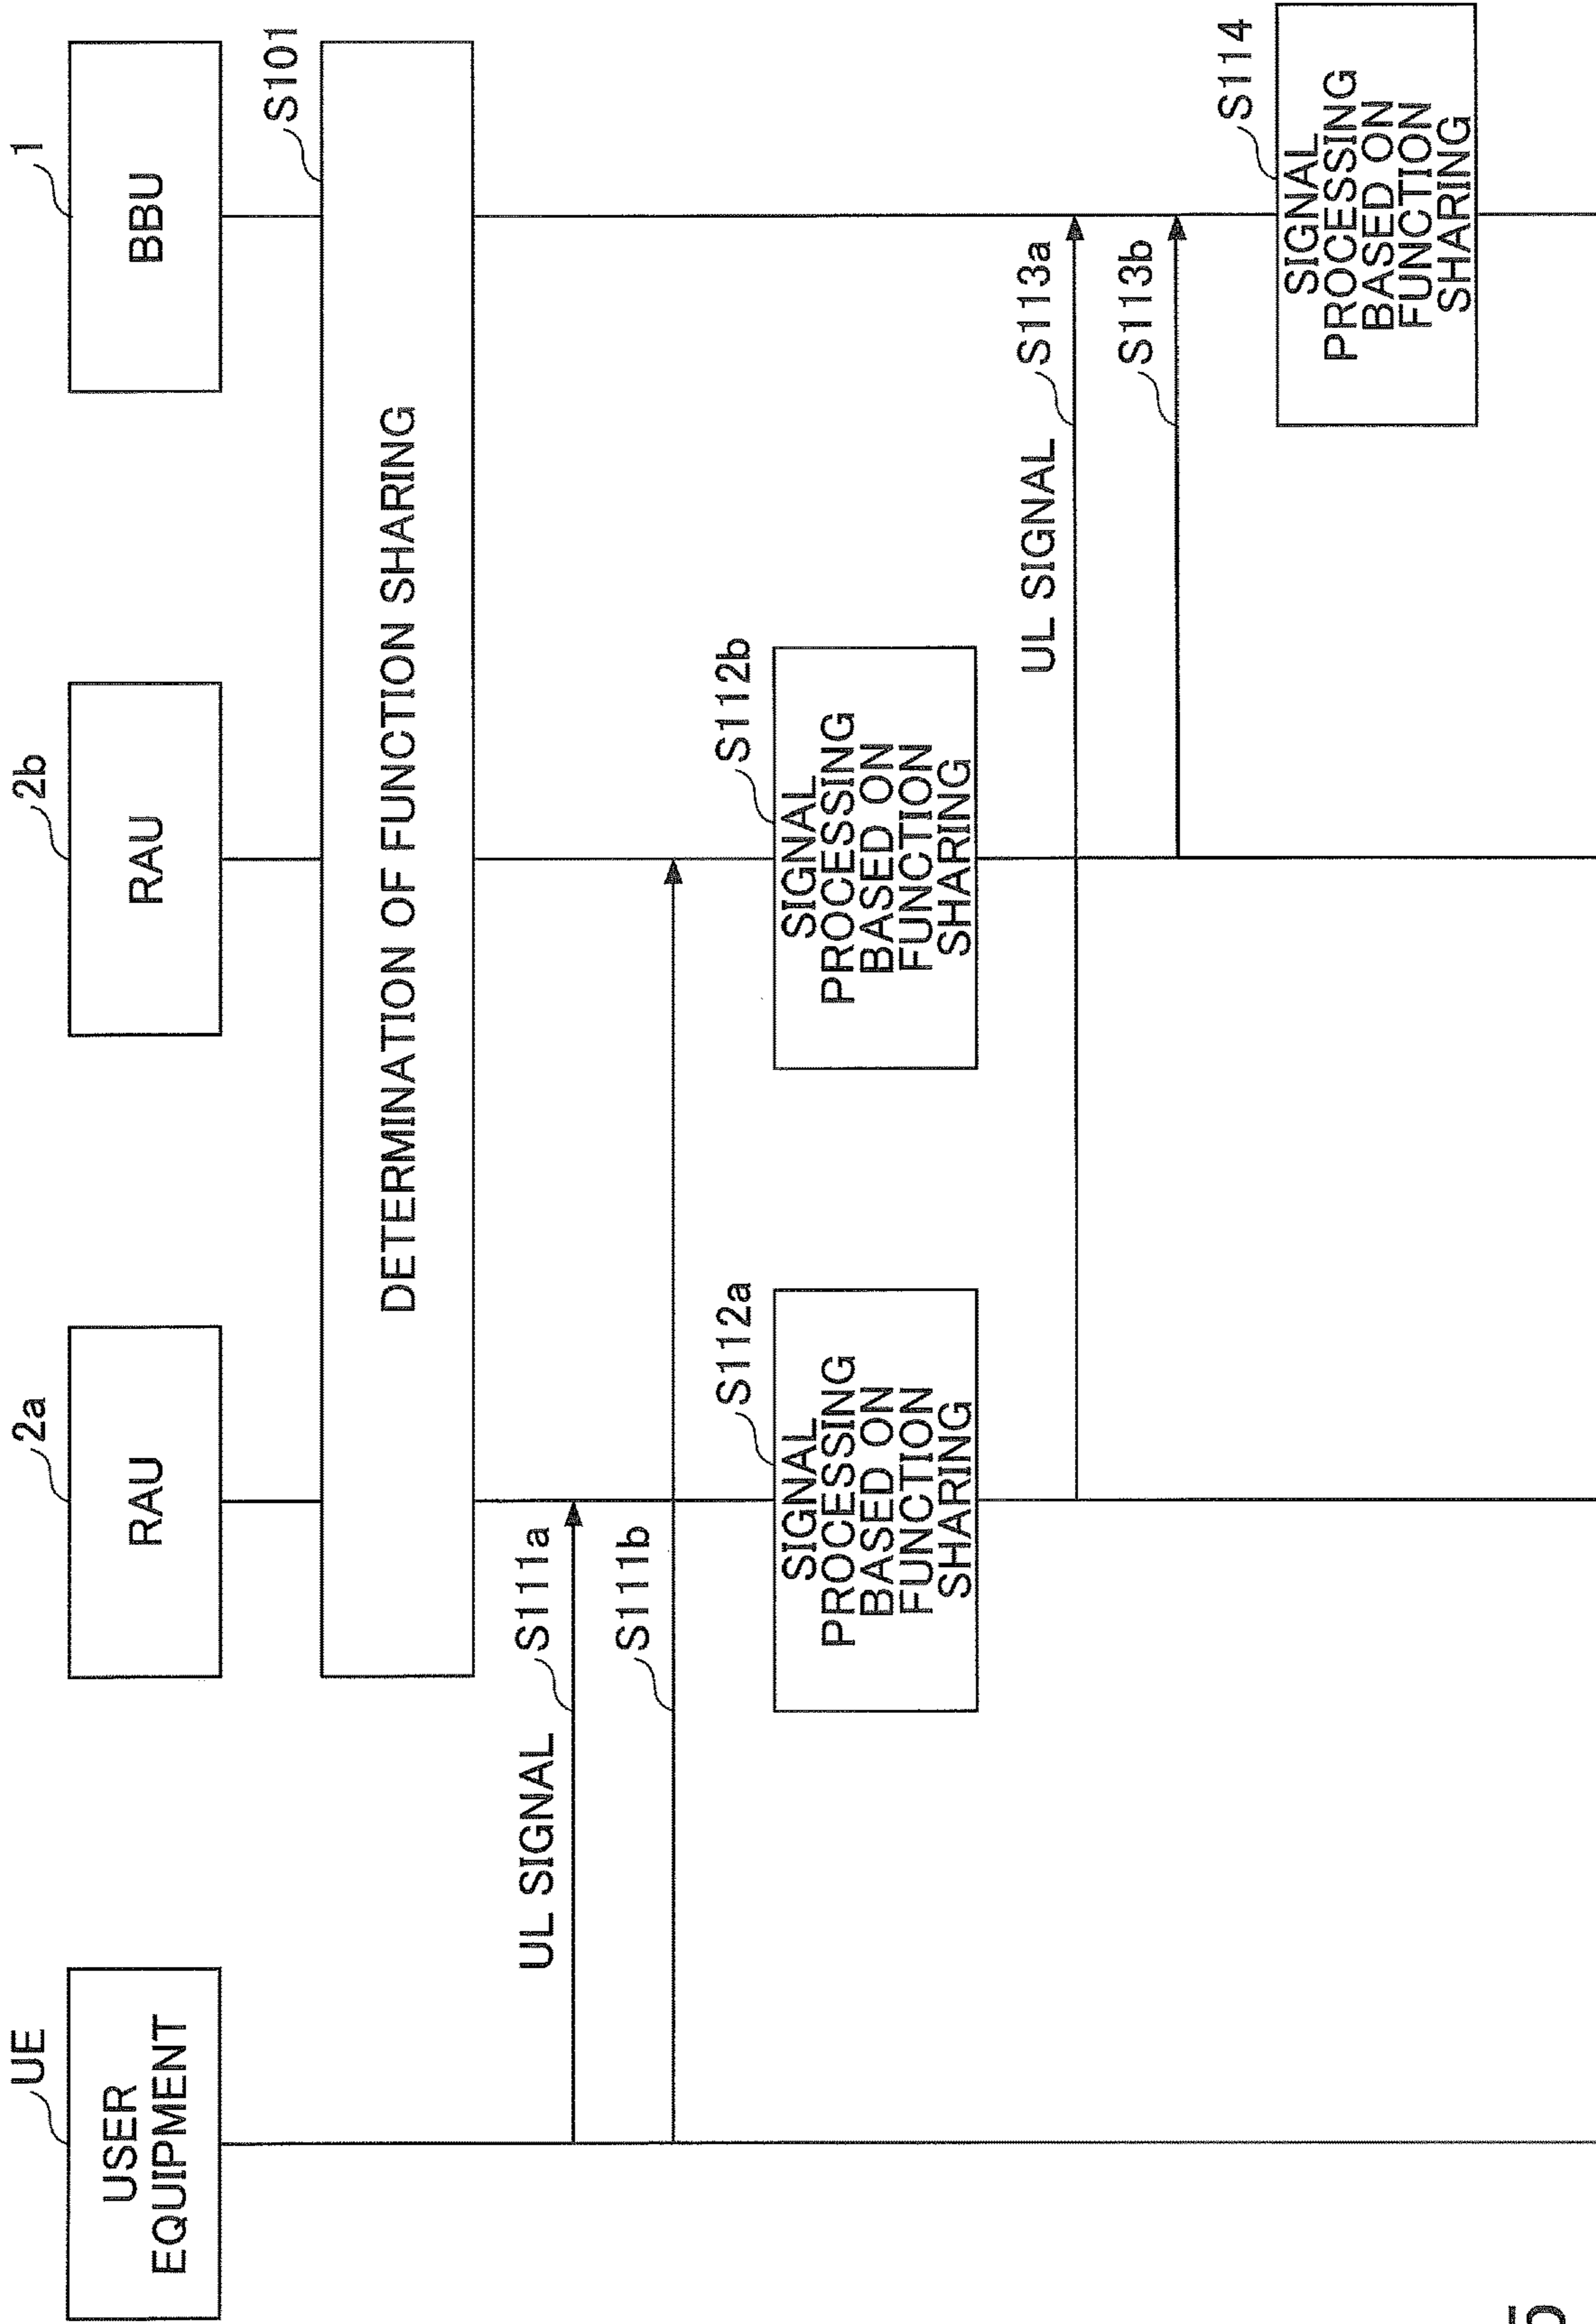 UE
USER
EQUIPMENT
2a
RAU
2b
RAU
1
BBU
S101
DETERMINATION OF FUNCTION SHARING
UL SIGNAL
S111a
S111b
S112a
SIGNAL
PROCESSING
BASED ON
FUNCTION
SHARING
S112b
SIGNAL
PROCESSING
BASED ON
FUNCTION
SHARING
UL SIGNAL
S113a
S113b
S114
SIGNAL
PROCESSING
BASED ON
FUNCTION
SHARING